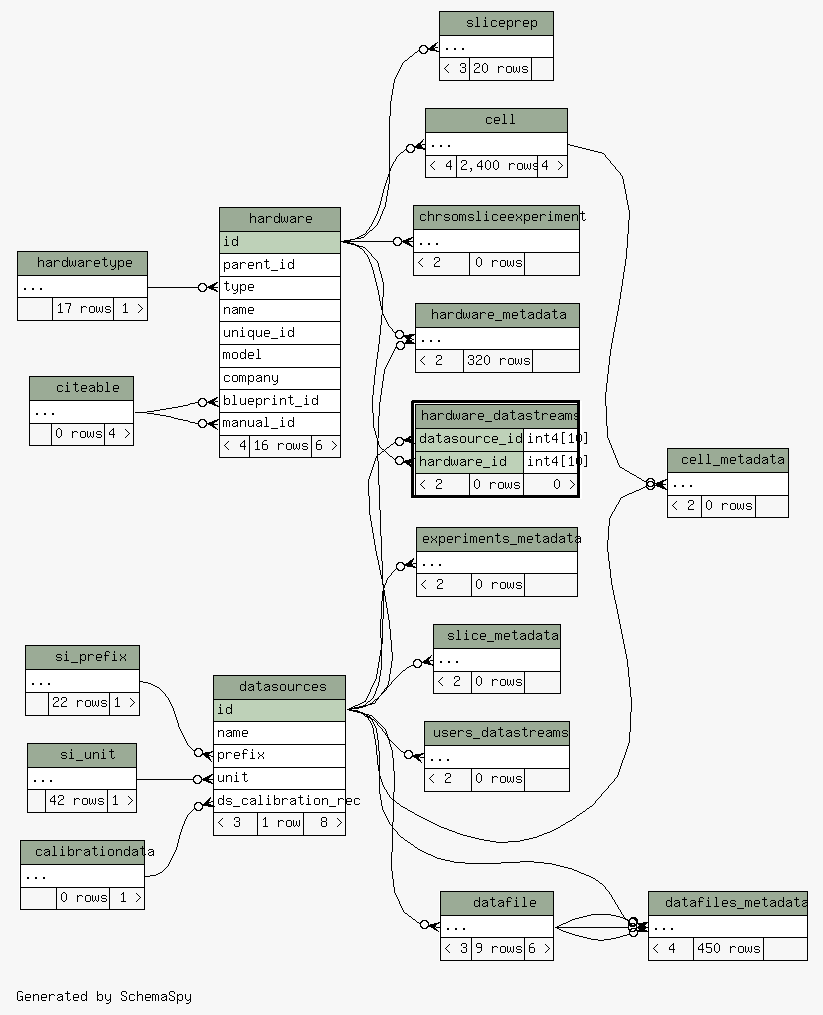 sliceprep
...
< 3 20 rows
cell
...
< 4 2,400 rows 4 >
hardware
id
parent_id
type
name
unique_id
model
company
blueprint_id
manual_id
< 4 16 rows 6 >
chrsomsliceexperiment
...
< 2 0 rows
hardwaretype
...
17 rows 1 >
hardware_metadata
...
< 2 320 rows
citeable
...
0 rows 4 >
hardware_datastreams
datasource_id int4[10]
hardware_id int4[10]
< 2 0 rows 0 >
cell_metadata
...
< 2 0 rows
experiments_metadata
...
< 2 0 rows
slice_metadata
...
< 2 0 rows
si_prefix
...
22 rows 1 >
datasources
id
name
prefix
unit
ds_calibration_rec
< 3 1 row 8 >
users_datastreams
...
< 2 0 rows
si_unit
...
42 rows 1 >
calibrationdata
...
0 rows 1 >
datafile
...
< 3 9 rows 6 >
datafiles_metadata
...
< 4 450 rows
Generated by SchemaSpy